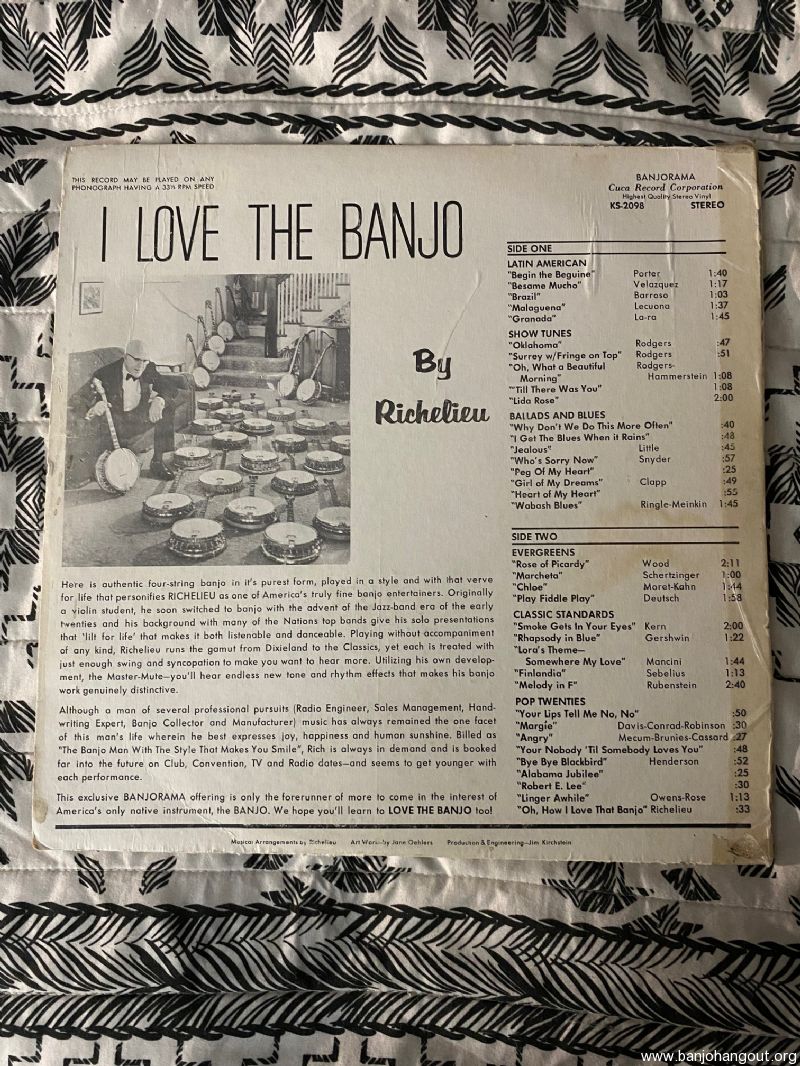 THIS RECORD MAY BE PLAYED ON ANY
PHONOGRAPH HAVING A 33⅓ RPM SPEED
I LOVE THE BANJO
By
Richelieu
BANJORAMA
Cuca Record Corporation
Highest Quality Stereo Vinyl
KS-2098 STEREO
SIDE ONE
LATIN AMERICAN
"Begin the Beguine" Porter 1:40
"Besame Mucho" Velazquez 1:17
"Brazil" Barroso 1:03
"Malaguena" Lecuona 1:37
"Granada" La-ra 1:45
SHOW TUNES
"Oklahoma" Rodgers :47
"Surrey w/Fringe on Top" Rodgers :51
"Oh, What a Beautiful Rodgers-
Morning" Hammerstein 1:08
"'Till There Was You" 1:08
"Lida Rose" 2:00
BALLADS AND BLUES
"Why Don't We Do This More Often" :40
"I Get The Blues When it Rains" :48
"Jealous" Little :45
"Who's Sorry Now" Snyder :57
"Peg Of My Heart" :25
"Girl of My Dreams" Clapp :49
"Heart of My Heart" :55
"Wabash Blues" Ringle-Meinkin 1:45
SIDE TWO
EVERGREENS
"Rose of Picardy" Wood 2:11
"Marcheta" Schertzinger 1:00
"Chloe" Moret-Kahn 1:44
"Play Fiddle Play" Deutsch 1:58
CLASSIC STANDARDS
"Smoke Gets In Your Eyes" Kern 2:00
"Rhapsody in Blue" Gershwin 1:22
"Lora's Theme—
Somewhere My Love" Mancini 1:44
"Finlandia" Sebelius 1:13
"Melody in F" Rubenstein 2:40
POP TWENTIES
"Your Lips Tell Me No, No" :50
"Margie" Davis-Conrad-Robinson :30
"Angry" Mecum-Brunies-Cassard :27
"Your Nobody 'Til Somebody Loves You" :48
"Bye Bye Blackbird" Henderson :52
"Alabama Jubilee" :25
"Robert E. Lee" :30
"Linger Awhile" Owens-Rose 1:13
"Oh, How I Love That Banjo" Richelieu :33
Here is authentic four-string banjo in it's purest form, played in a style and with that verve
for life that personifies RICHELIEU as one of America's truly fine banjo entertainers. Originally
a violin student, he soon switched to banjo with the advent of the Jazz-band era of the early
twenties and his background with many of the Nations top bands give his solo presentations
that 'lilt for life' that makes it both listenable and danceable. Playing without accompaniment
of any kind, Richelieu runs the gamut from Dixieland to the Classics, yet each is treated with
just enough swing and syncopation to make you want to hear more. Utilizing his own develop-
ment, the Master-Mute—you'll hear endless new tone and rhythm effects that makes his banjo
work genuinely distinctive.
Although a man of several professional pursuits (Radio Engineer, Sales Management, Hand-
writing Expert, Banjo Collector and Manufacturer) music has always remained the one facet
of this man's life wherein he best expresses joy, happiness and human sunshine. Billed as
"The Banjo Man With The Style That Makes You Smile", Rich is always in demand and is booked
far into the future on Club, Convention, TV and Radio dates—and seems to get younger with
each performance.
This exclusive BANJORAMA offering is only the forerunner of more to come in the interest of
America's only native instrument, the BANJO. We hope you'll learn to LOVE THE BANJO too!
Musical Arrangements by Richelieu Art Work—by Jane Oehlers Production & Engineering—Jim Kirchstein
www.banjohangout.org